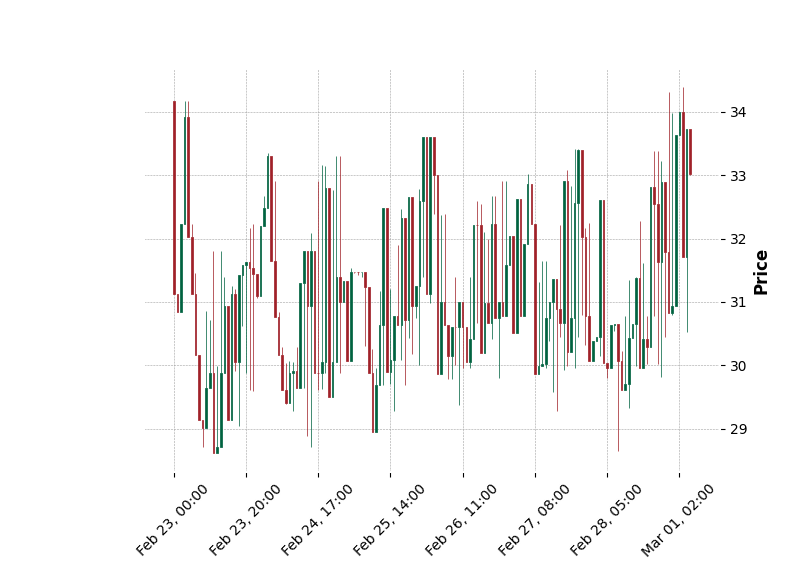 34
33
32
31
30
29
Price
Feb 23, 00:00
Feb 23, 20:00
Feb 24, 17:00
Feb 25, 14:00
Feb 26, 11:00
Feb 27, 08:00
Feb 28, 05:00
Mar 01, 02:00